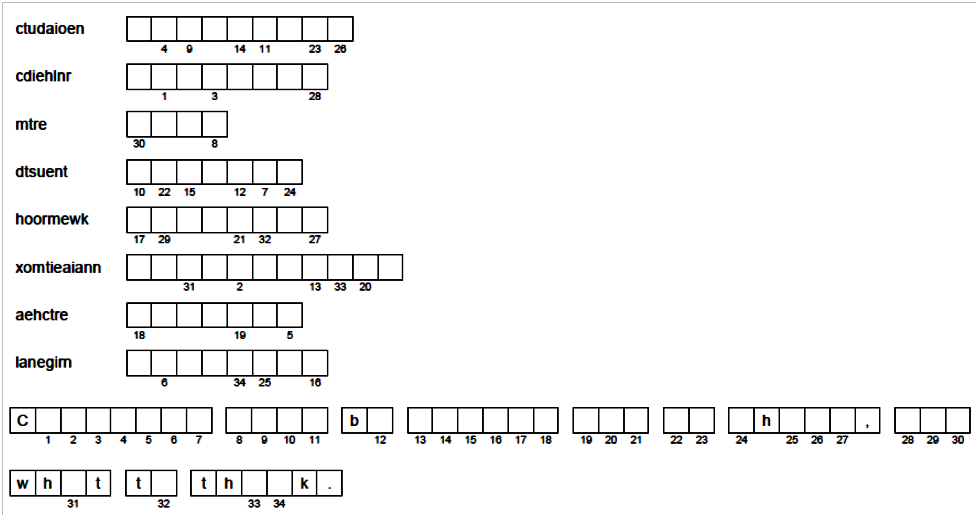 ctudaioen
4 9 14 11 23 26
cdiehlnr
1 3 28
mtre
30 8
dtsuent
10 22 15 12 7 24
hoormewk
17 29 21 32 27
xomtieaiann
31 2 13 33 20
aehctre
18 19 5
lanegirn
6 34 25 16
C b h ,
1 2 3 4 5 6 7 8 9 10 11 12 13 14 15 16 17 18 19 20 21 22 23 24 25 26 27 28 29 30
w h t t t h k .
31 32 33 34